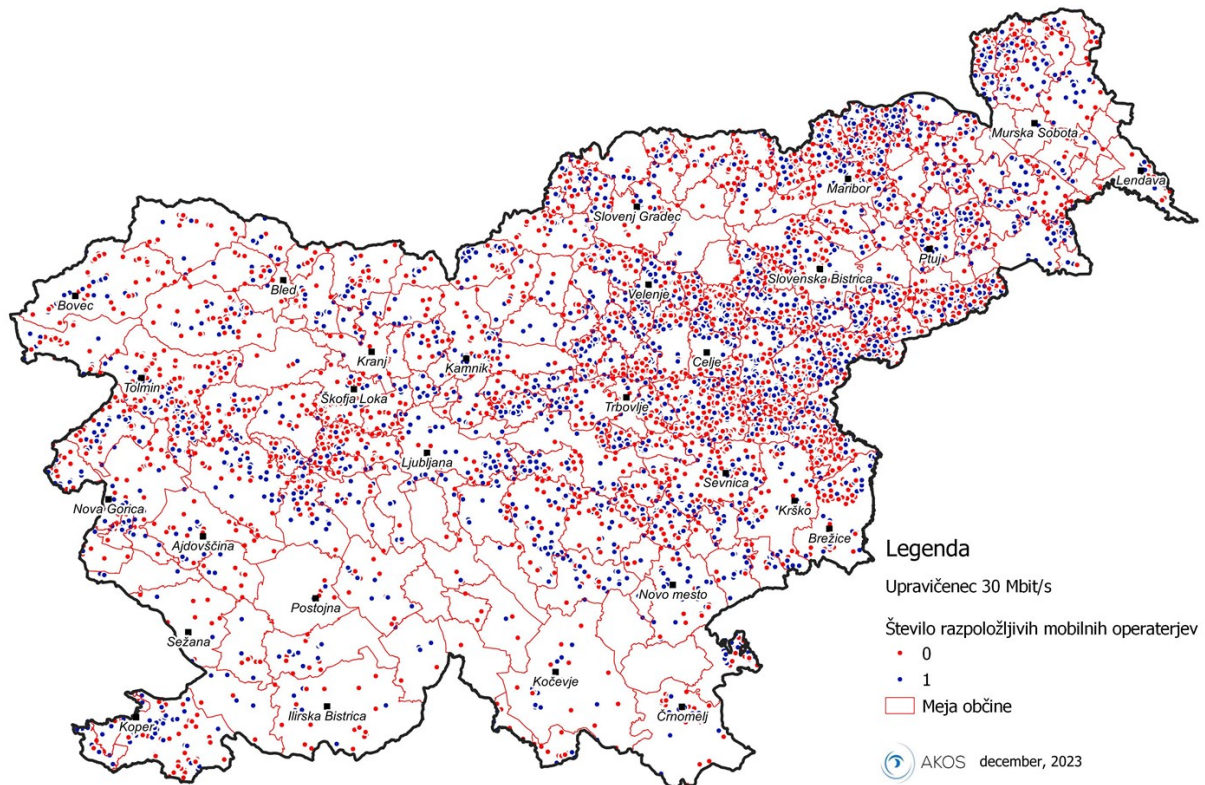 Murska Sobota
Lendava
Maribor
Slovenj Gradec
Ptuj
Slovenska Bistrica
Bled
Velenje
Bovec
Kranj
Kamnik
Celje
Tolmin
Škofja Loka
Trbovlje
Ljubljana
Sevnica
Nova Gorica
Krško
Ajdovščina
Brežice
Legenda
Upravičenec 30 Mbit/s
Postojna
Novo mesto
Število razpoložljivih mobilnih operaterjev
Sežana
0
Kočevje
1
Ilirska Bistrica
Črnomelj
Meja občine
Koper
AKOS december, 2023